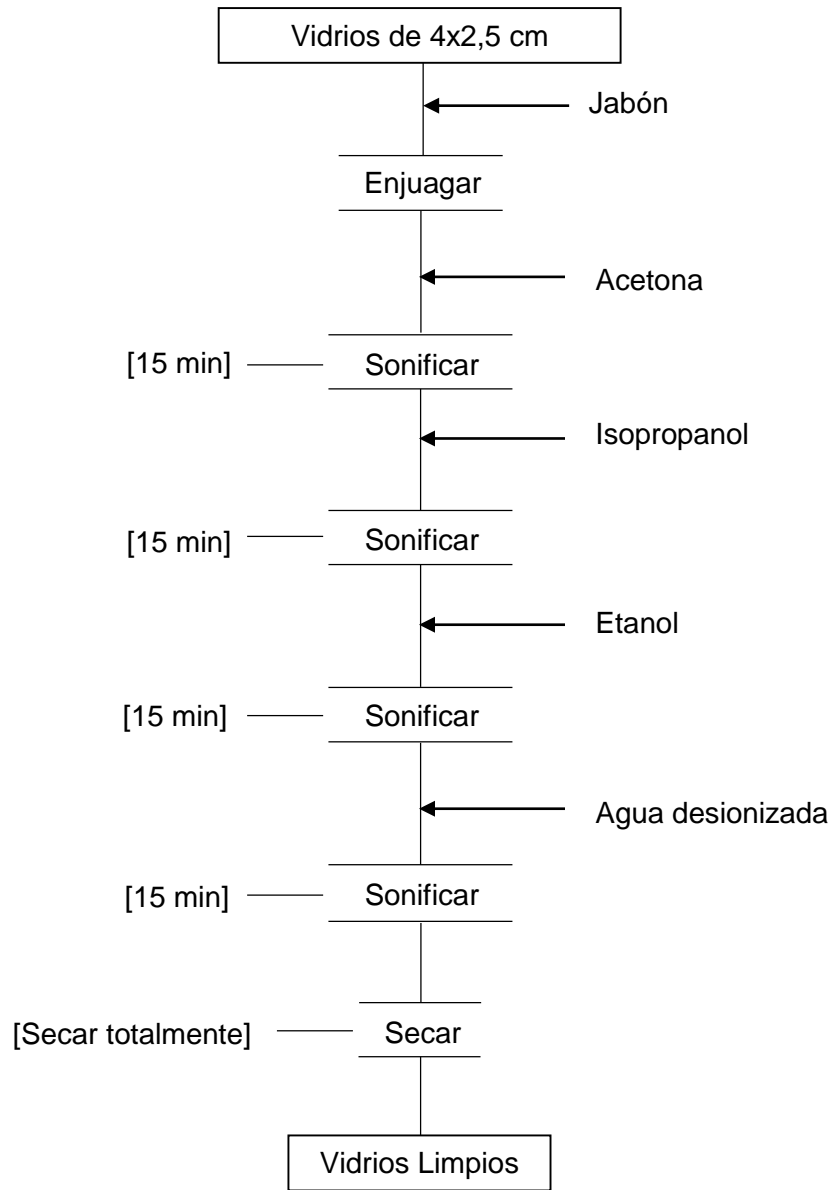 Vidrios de 4x2,5 cm
Jabón
Enjuagar
Acetona
[15 min]
Sonificar
Isopropanol
[15 min]
Sonificar
Etanol
[15 min]
Sonificar
Agua desionizada
[15 min]
Sonificar
[Secar totalmente]
Secar
Vidrios Limpios